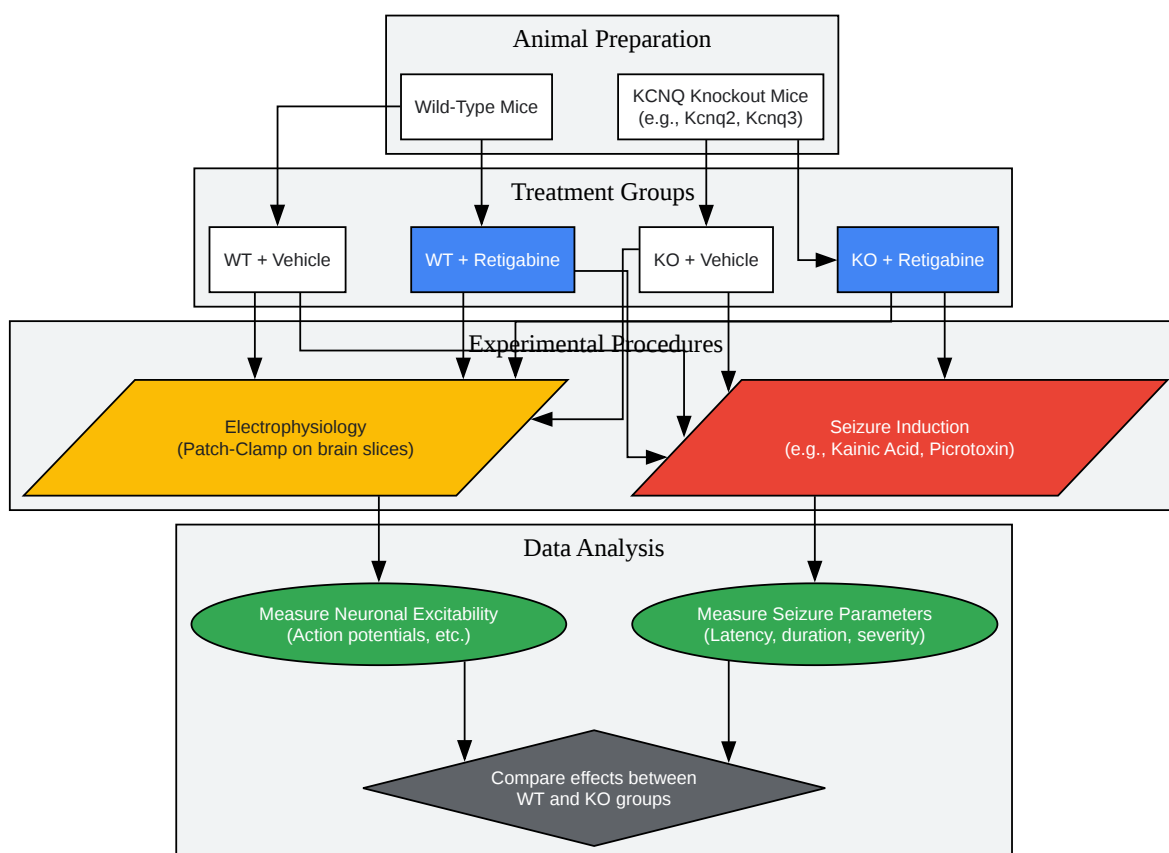 Animal Preparation
Wild-Type Mice
KCNQ Knockout Mice
(e.g., Kcnq2, Kcnq3)
Treatment Groups
WT + Vehicle
WT + Retigabine
KO + Vehicle
KO + Retigabine
Experimental Procedures
Electrophysiology
(Patch-Clamp on brain slices)
Seizure Induction
(e.g., Kainic Acid, Picrotoxin)
Data Analysis
Measure Neuronal Excitability
(Action potentials, etc.)
Measure Seizure Parameters
(Latency, duration, severity)
Compare effects between
WT and KO groups